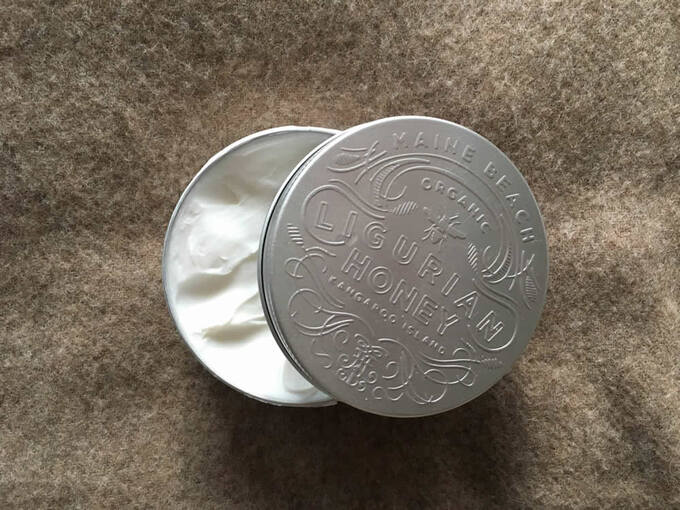 MAINE BEACH
ORGANIC
LIGURIAN
HONEY
KANGAROO ISLAND